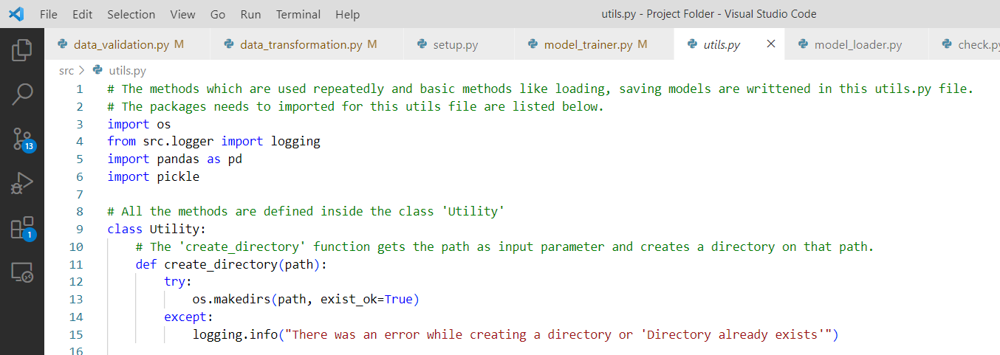 File Edit Selection View Go Run Terminal Help utils.py - Project Folder - Visual Studio Code
data_validation.py M data_transformation.py M setup.py model_trainer.py M utils.py model_loader.py check.py
src > utils.py
1 # The methods which are used repeatedly and basic methods like loading, saving models are writtened in this utils.py file.
2 # The packages needs to imported for this utils file are listed below.
3 import os
4 from src.logger import logging
5 import pandas as pd
6 import pickle
7
8 # All the methods are defined inside the class 'Utility'
9 class Utility:
10 # The 'create_directory' function gets the path as input parameter and creates a directory on that path.
11 def create_directory(path):
12 try:
13 os.makedirs(path, exist_ok=True)
14 except:
15 logging.info("There was an error while creating a directory or 'Directory already exists'")
16
13
1